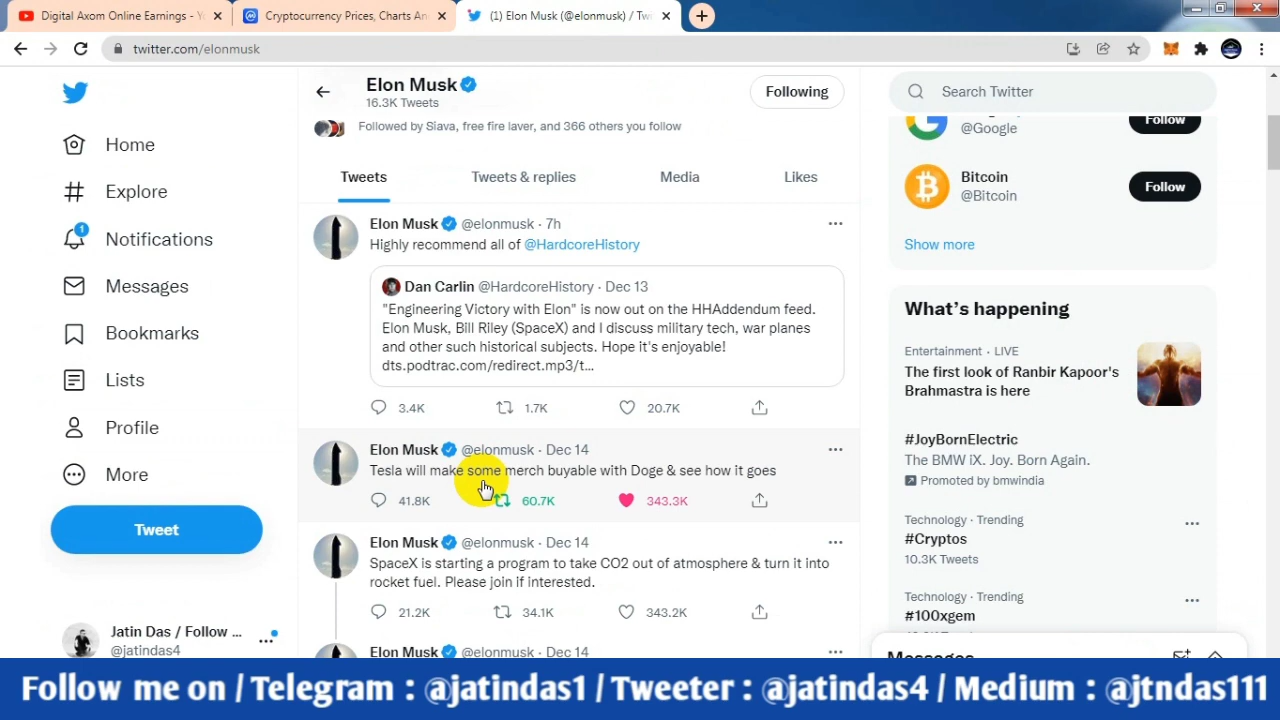 Digital Axom Online Earnings - Yo
Cryptocurrency Prices, Charts An
(1) Elon Musk (@elonmusk) / Tw
twitter.com/elonmusk
Home
Explore
1
Notifications
Messages
Bookmarks
Lists
Profile
More
Tweet
Jatin Das / Follow ...
@jatindas4
Elon Musk
16.3K Tweets
Following
Followed by Siava, free fire laver, and 366 others you follow
Tweets Tweets & replies Media Likes
Elon Musk @elonmusk · 7h
Highly recommend all of @HardcoreHistory
Dan Carlin @HardcoreHistory · Dec 13
"Engineering Victory with Elon" is now out on the HHAddendum feed.
Elon Musk, Bill Riley (SpaceX) and I discuss military tech, war planes
and other such historical subjects. Hope it's enjoyable!
dts.podtrac.com/redirect.mp3/t...
3.4K 1.7K 20.7K
Elon Musk @elonmusk · Dec 14
Tesla will make some merch buyable with Doge & see how it goes
41.8K 60.7K 343.3K
Elon Musk @elonmusk · Dec 14
SpaceX is starting a program to take CO2 out of atmosphere & turn it into
rocket fuel. Please join if interested.
21.2K 34.1K 343.2K
Elon Musk @elonmusk · Dec 14
Search Twitter
@Google
Follow
Bitcoin
@Bitcoin
Follow
Show more
What's happening
Entertainment · LIVE
The first look of Ranbir Kapoor's
Brahmastra is here
#JoyBornElectric
The BMW iX. Joy. Born Again.
Promoted by bmwindia
Technology · Trending
#Cryptos
10.3K Tweets
Technology · Trending
#100xgem
Messages
Follow me on / Telegram : @jatindas1 / Tweeter : @jatindas4 / Medium : @jtndas111